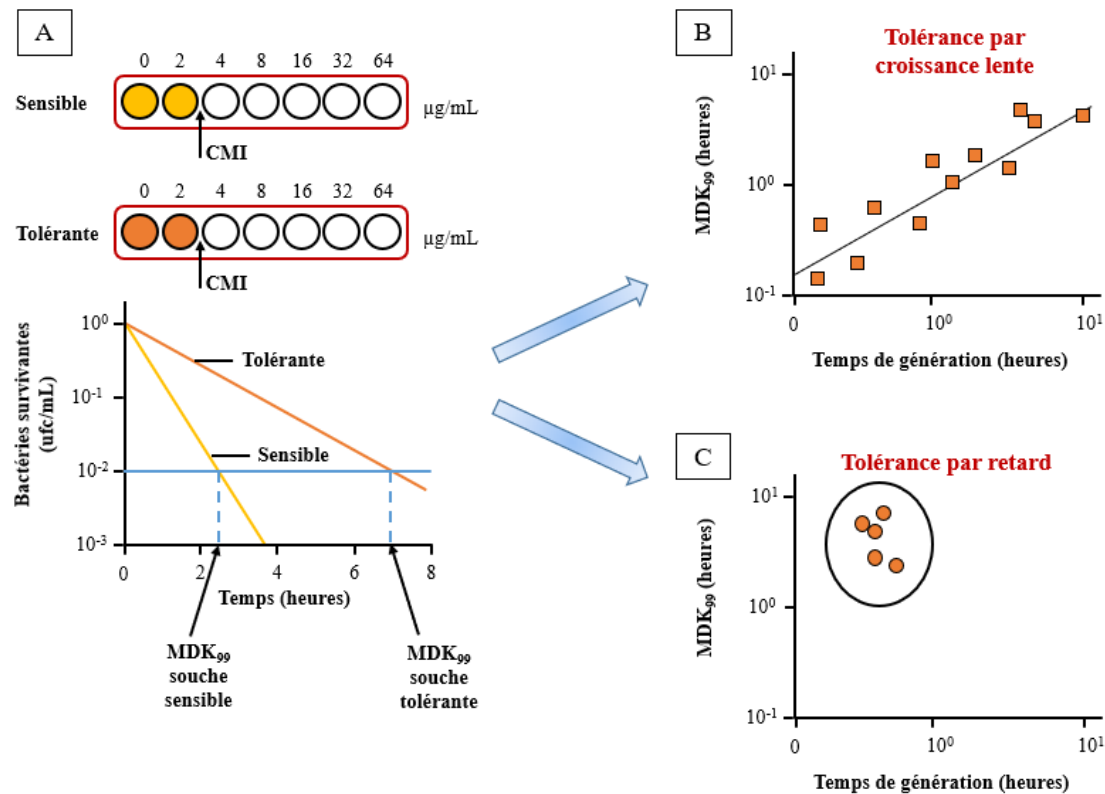 A
0 2 4 8 16 32 64
Sensible
µg/mL
CMI
0 2 4 8 16 32 64
Tolérante
µg/mL
CMI
Bactéries survivantes
(ufc/mL)
10⁰
10⁻¹
10⁻²
10⁻³
Tolérante
Sensible
0 2 4 6 8
Temps (heures)
MDK₉₉
souche
sensible
MDK₉₉
souche
tolérante
B
Tolérance par
croissance lente
MDK₉₉ (heures)
10¹
10⁰
10⁻¹
0 10⁰ 10¹
Temps de génération (heures)
C
Tolérance par retard
MDK₉₉ (heures)
10¹
10⁰
10⁻¹
0 10⁰ 10¹
Temps de génération (heures)